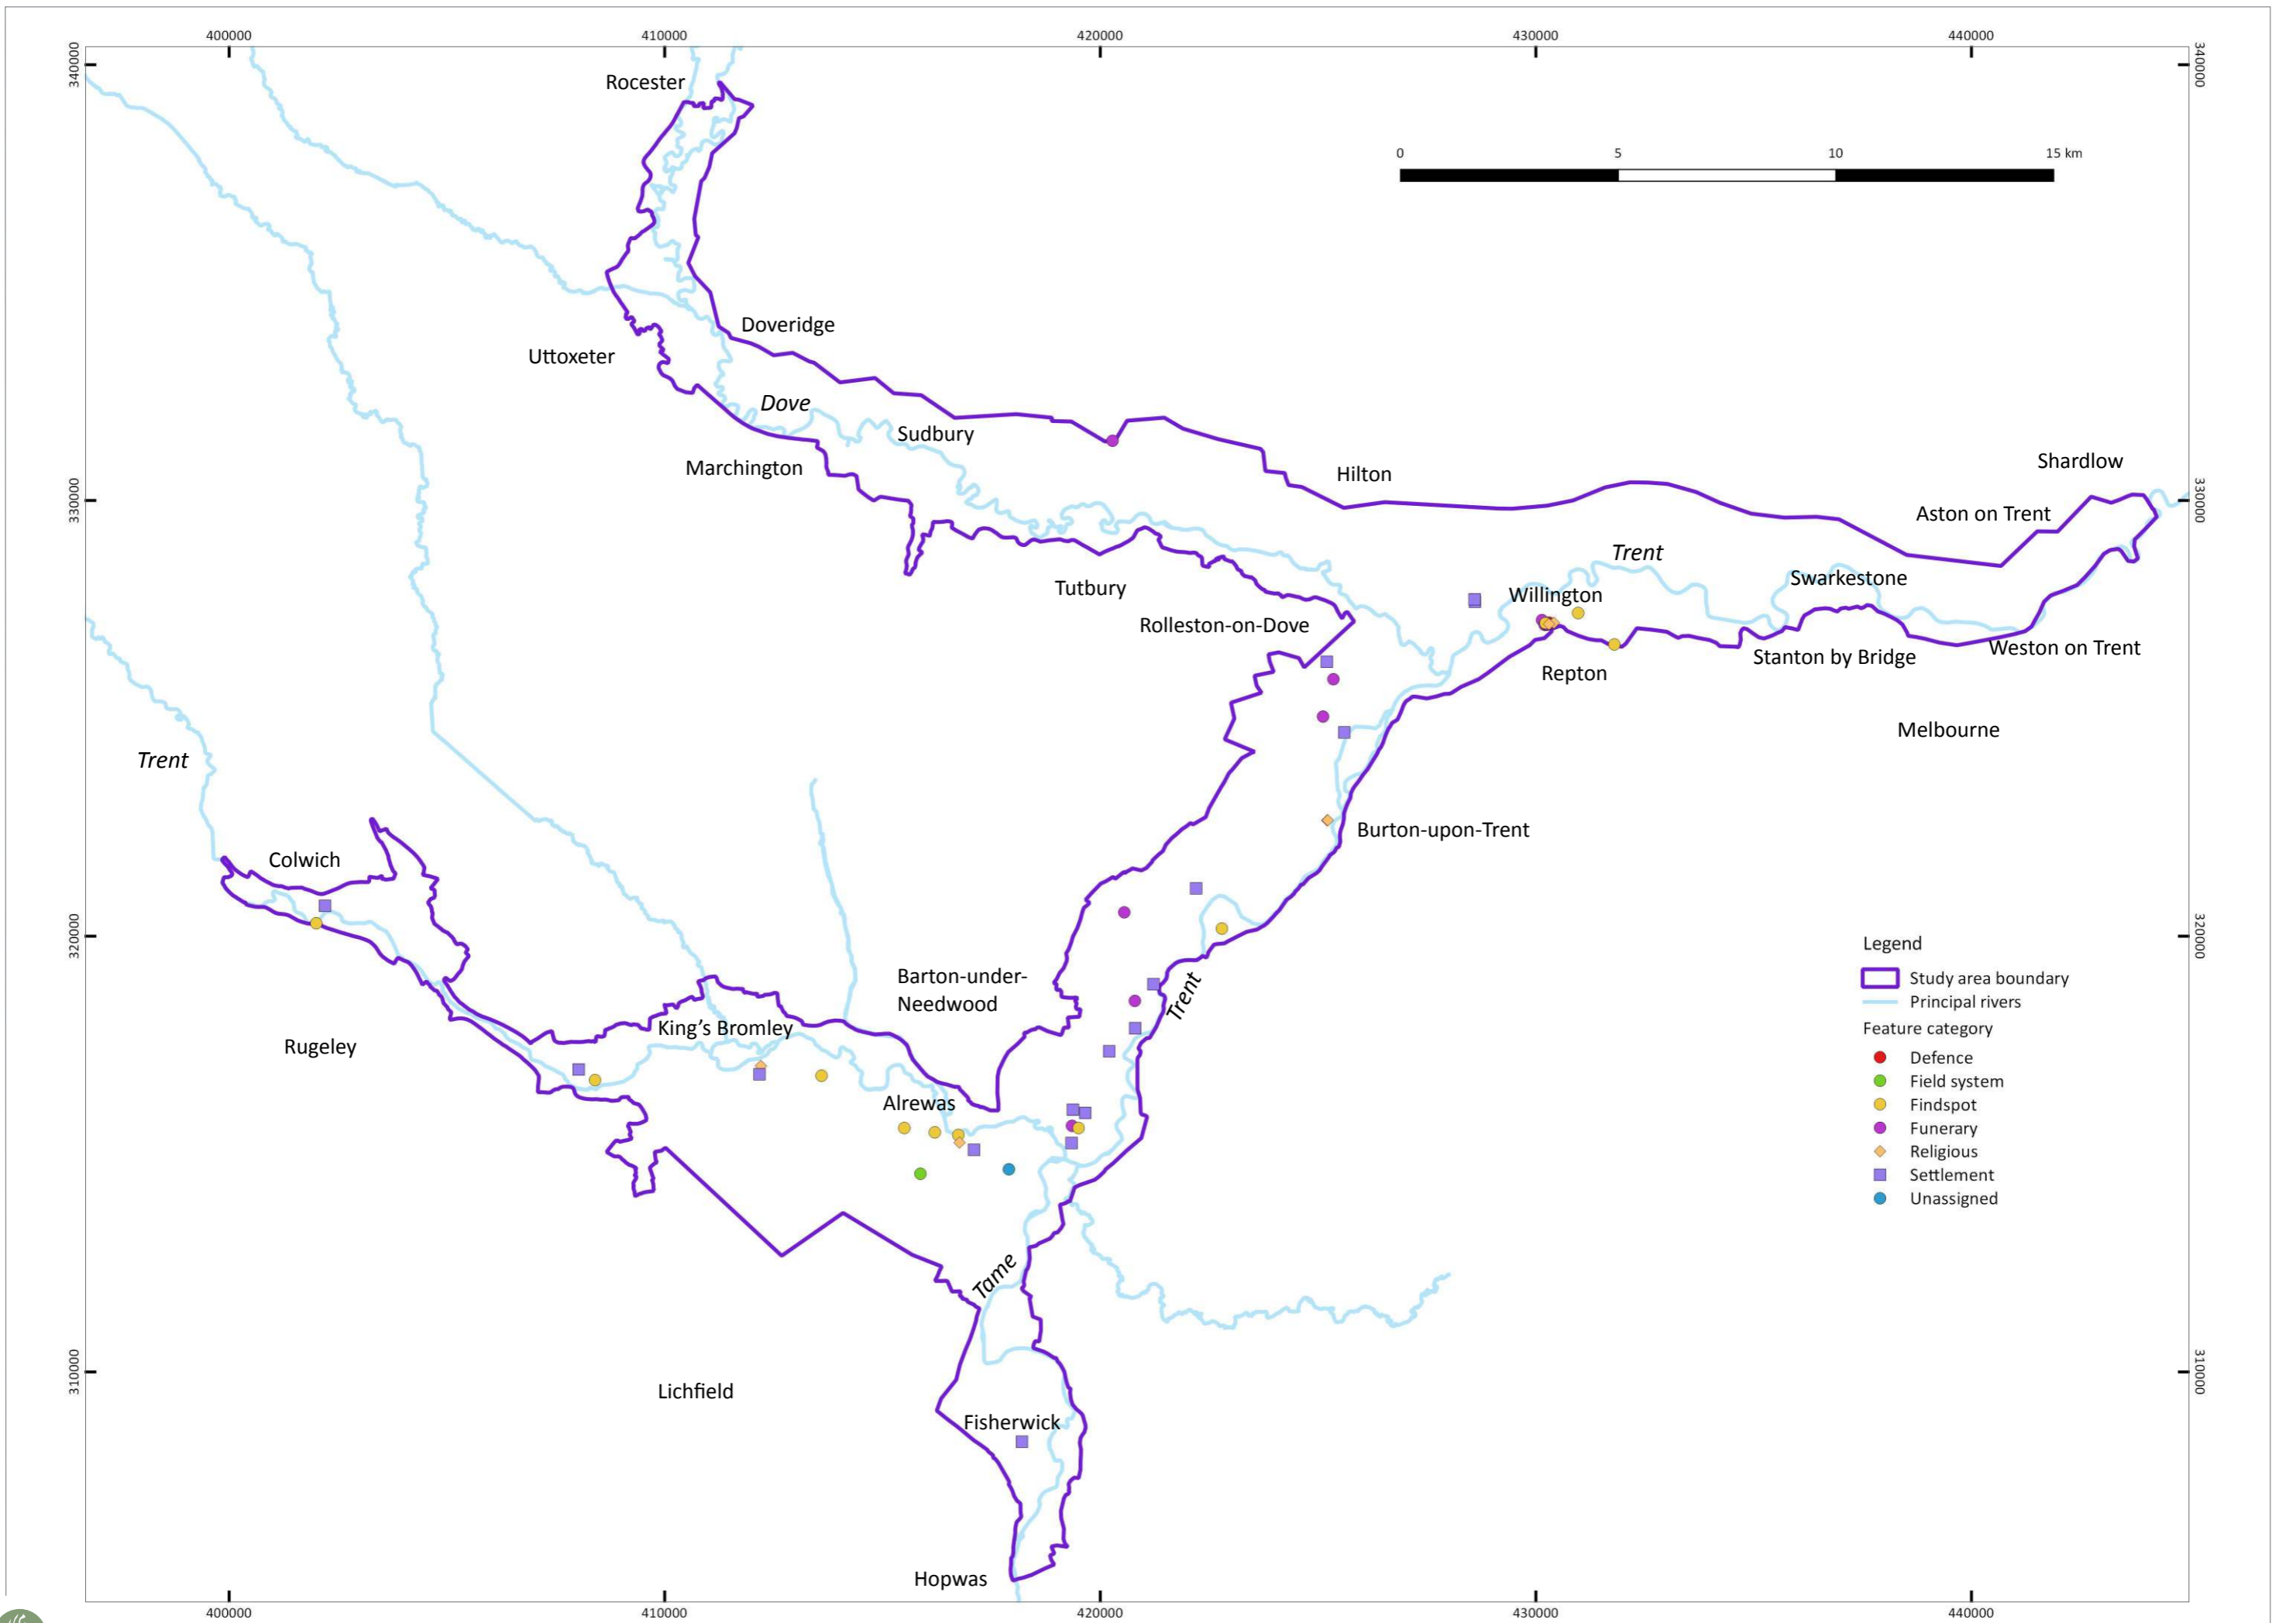 400000
410000
420000
430000
440000
340000
340000
Rocester
0
5
10
15 km
Doveridge
Uttoxeter
Dove
Sudbury
Marchington
Hilton
Shardlow
330000
330000
Aston on Trent
Trent
Tutbury
Swarkestone
Willington
Rolleston-on-Dove
Weston on Trent
Stanton by Bridge
Repton
Melbourne
Trent
Burton-upon-Trent
Colwich
320000
320000
Legend
Study area boundary
Principal rivers
Feature category
Defence
Field system
Findspot
Funerary
Religious
Settlement
Unassigned
Barton-under-
Needwood
Trent
King's Bromley
Rugeley
Alrewas
Tame
310000
310000
Lichfield
Fisherwick
Hopwas
400000
410000
420000
430000
440000